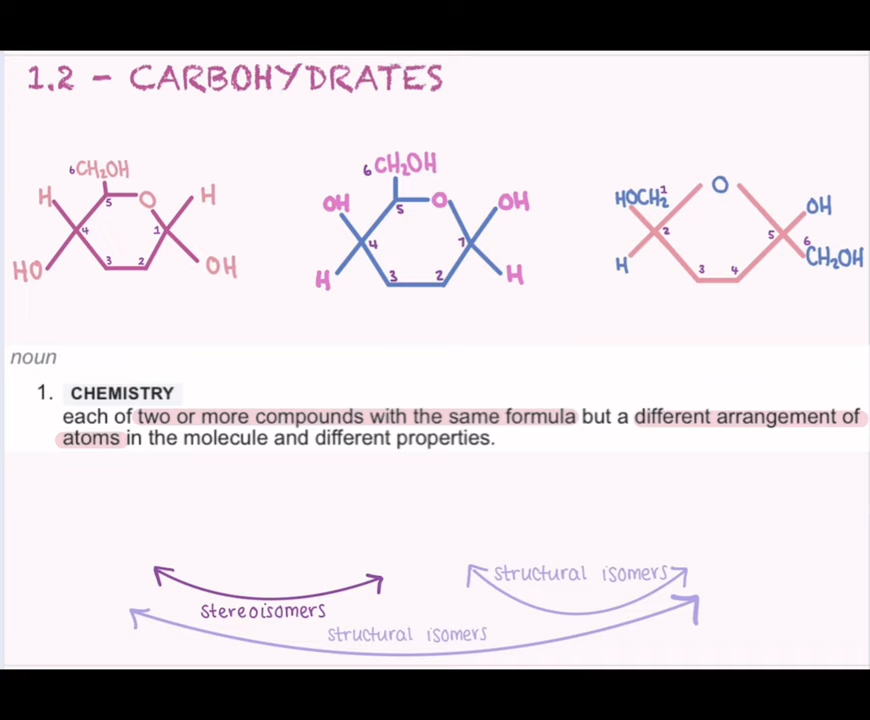 1.2 - CARBOHYDRATES
6CH2OH
H O H
5
4 1
3 2
HO OH
6CH2OH
OH O OH
5
4 7
3 2
H H
O
HOCH2 1 OH
2 5
H 6 CH2OH
3 4
noun
1. CHEMISTRY
each of two or more compounds with the same formula but a different arrangement of
atoms in the molecule and different properties.
structural isomers
stereoisomers
structural isomers